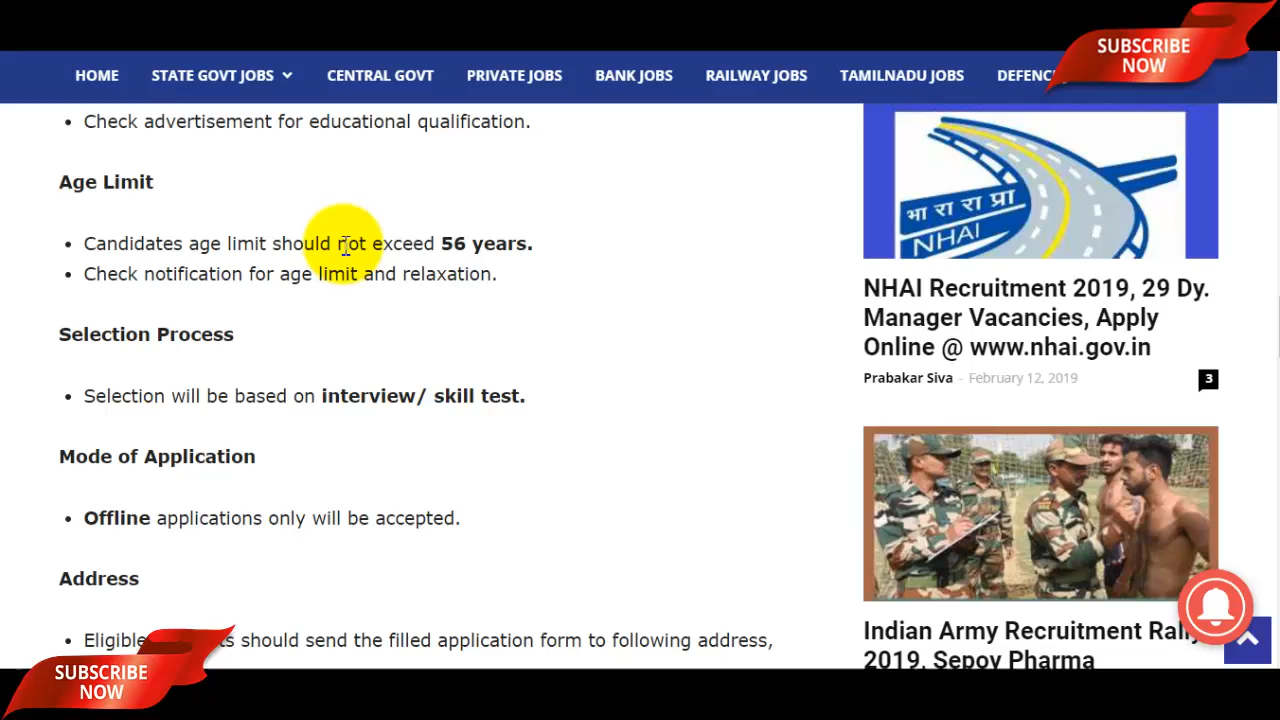 SUBSCRIBE
NOW
HOME STATE GOVT JOBS CENTRAL GOVT PRIVATE JOBS BANK JOBS RAILWAY JOBS TAMILNADU JOBS
• Check advertisement for educational qualification.
Age Limit
• Candidates age limit should not exceed 56 years.
• Check notification for age limit and relaxation.
Selection Process
• Selection will be based on interview/ skill test.
Mode of Application
• Offline applications only will be accepted.
Address
• Eligible should send the filled application form to following address,
SUBSCRIBE
NOW
भा रा रा प्रा
NHAI
NHAI Recruitment 2019, 29 Dy.
Manager Vacancies, Apply
Online @ www.nhai.gov.in
Prabakar Siva - February 12, 2019 3
Indian Army Recruitment Rally
2019, Sepoy Pharma